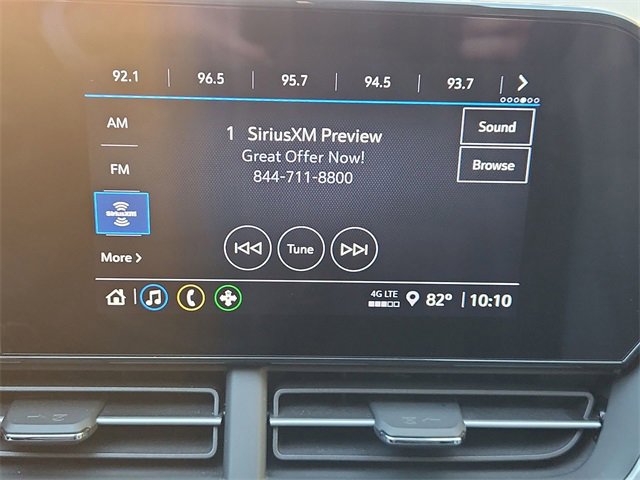 92.1 96.5 95.7 94.5 93.7
AM
1 SiriusXM Preview
Sound
Great Offer Now!
FM
844-711-8800
Browse
SiriusXM
Tune
More
4G LTE
82° 10:10